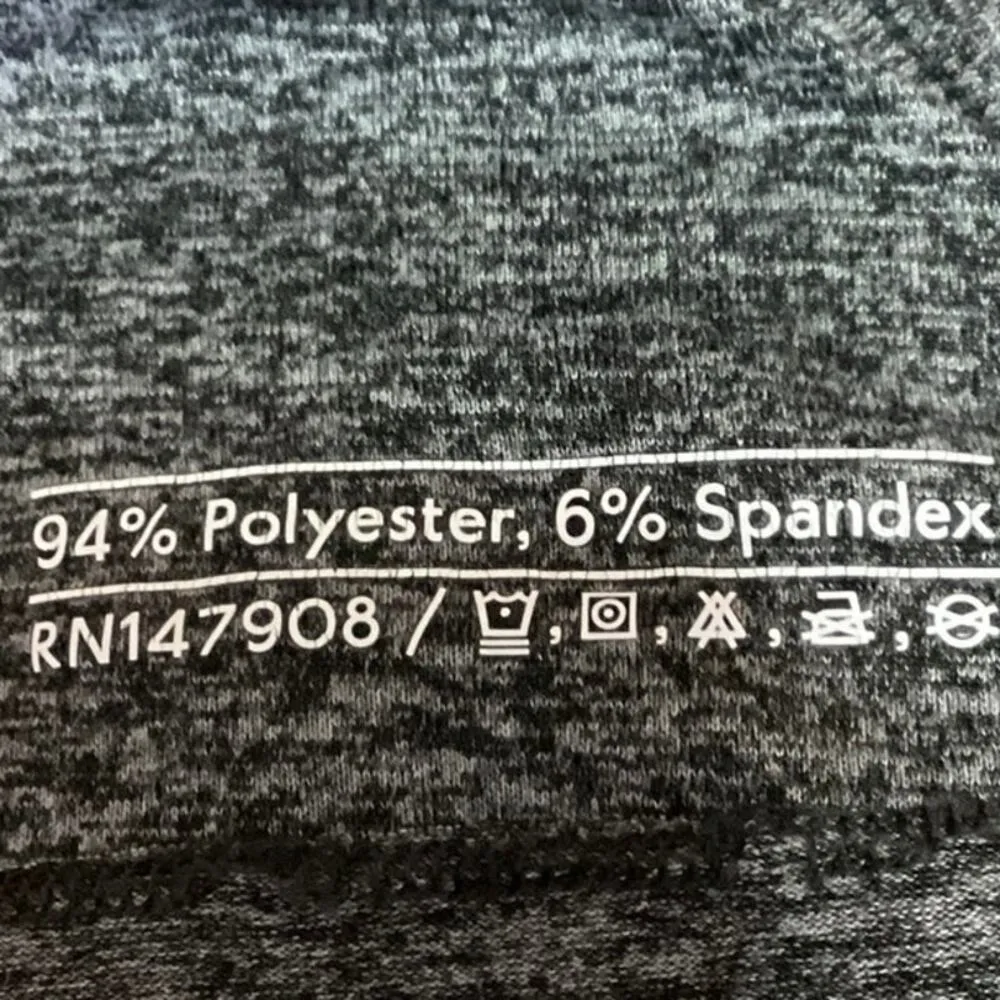 94% Polyester, 6% Spandex
RN147908 / , , , ,